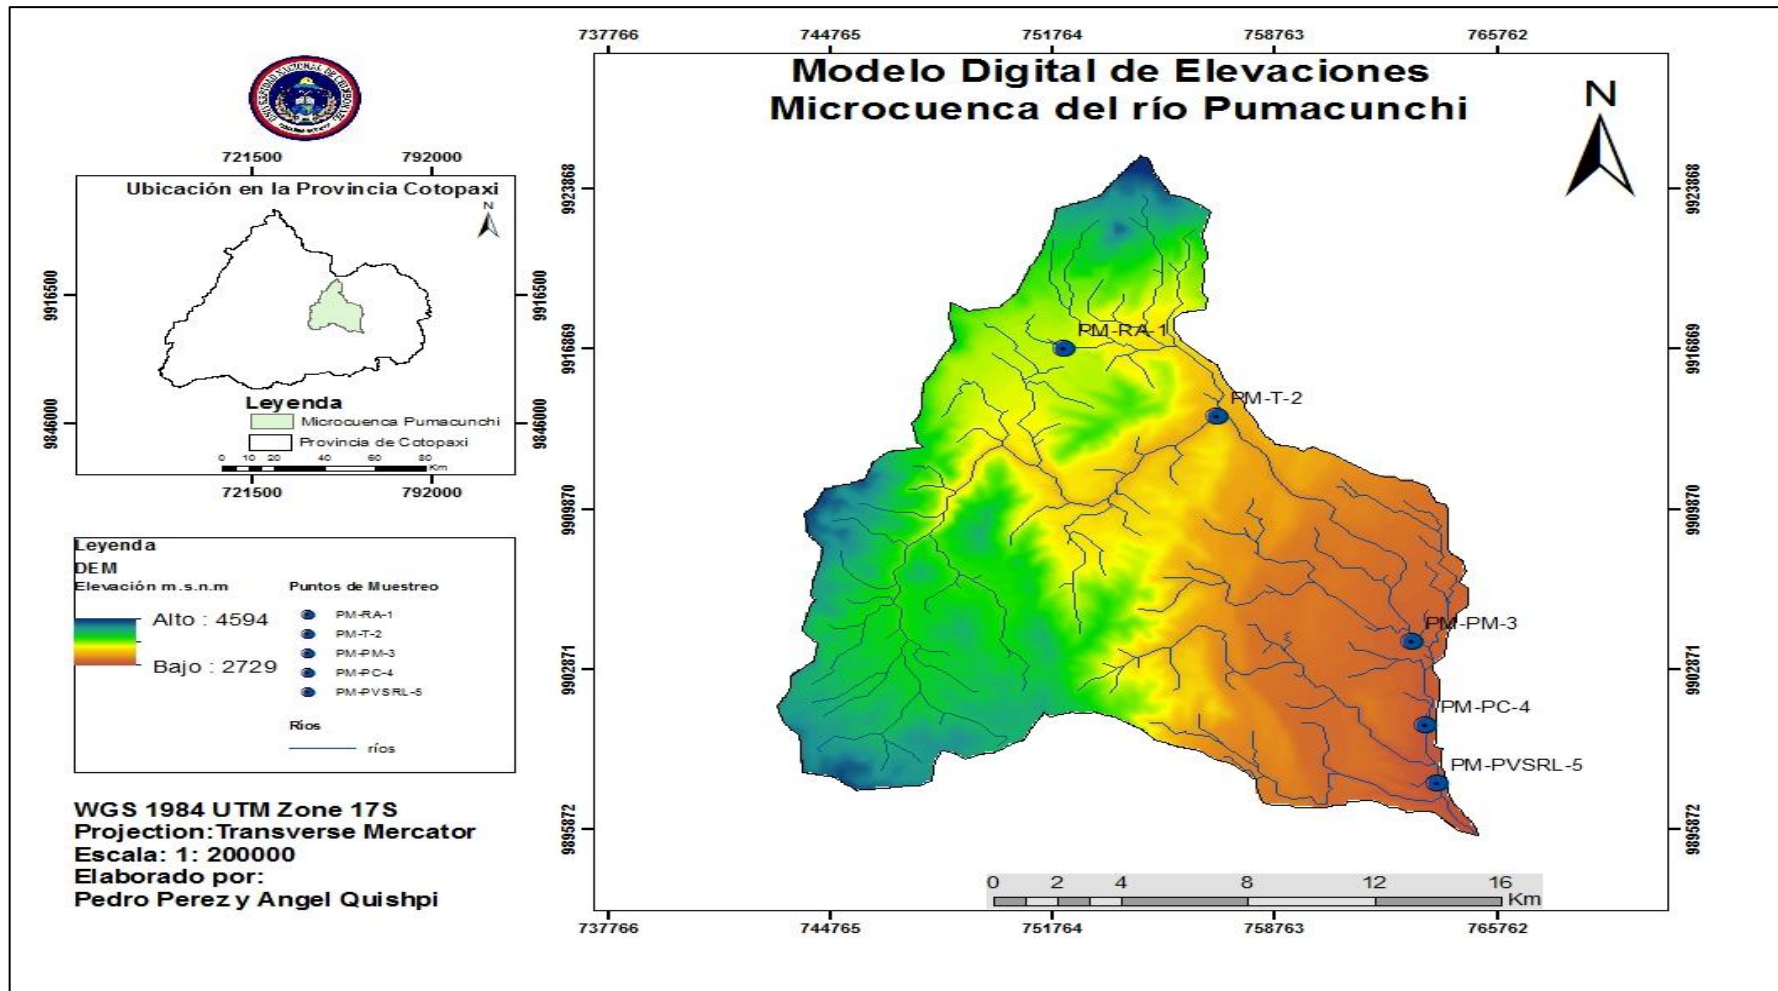 UNIVERSIDAD NACIONAL DE CHIMBORAZO
721500 792000
Ubicación en la Provincia Cotopaxi
N
9916500 9916500
9846000 9846000
Leyenda
Microcuenca Pumacunchi
Provincia de Cotopaxi
0 10 20 40 60 80
Km
721500 792000
Leyenda
DEM
Elevación m.s.n.m
Alto : 4594
Bajo : 2729
Puntos de Muestreo
PM-RA-1
PM-T-2
PM-PM-3
PM-PC-4
PM-PVSRL-5
Ríos
ríos
WGS 1984 UTM Zone 17S
Projection:Transverse Mercator
Escala: 1: 200000
Elaborado por:
Pedro Perez y Angel Quishpi
737766 744765 751764 758763 765762
Modelo Digital de Elevaciones
Microcuenca del río Pumacunchi
N
9923868 9923868
9916869 9916869
9909870 9909870
9902871 9902871
9895872 9895872
PM-RA-1
PM-T-2
PM-PM-3
PM-PC-4
PM-PVSRL-5
0 2 4 8 12 16
Km
737766 744765 751764 758763 765762